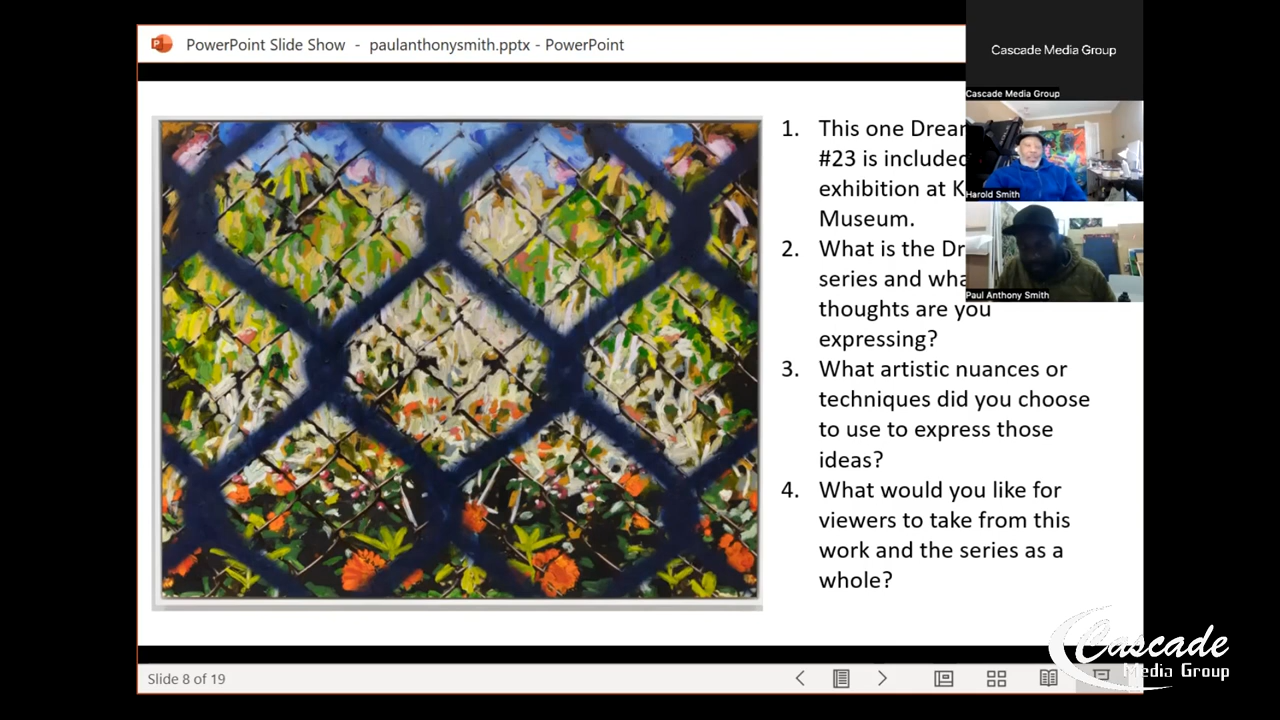 PowerPoint Slide Show - paulanthonysmith.pptx - PowerPoint
Cascade Media Group
Cascade Media Group
Harold Smith
Paul Anthony Smith
1. This one
#23 is included
exhibition at
Museum.
2. What is the
series and
thoughts are you
expressing?
3. What artistic nuances or
techniques did you choose
to use to express those
ideas?
4. What would you like for
viewers to take from this
work and the series as a
whole?
Slide 8 of 19
Cascade
Media Group